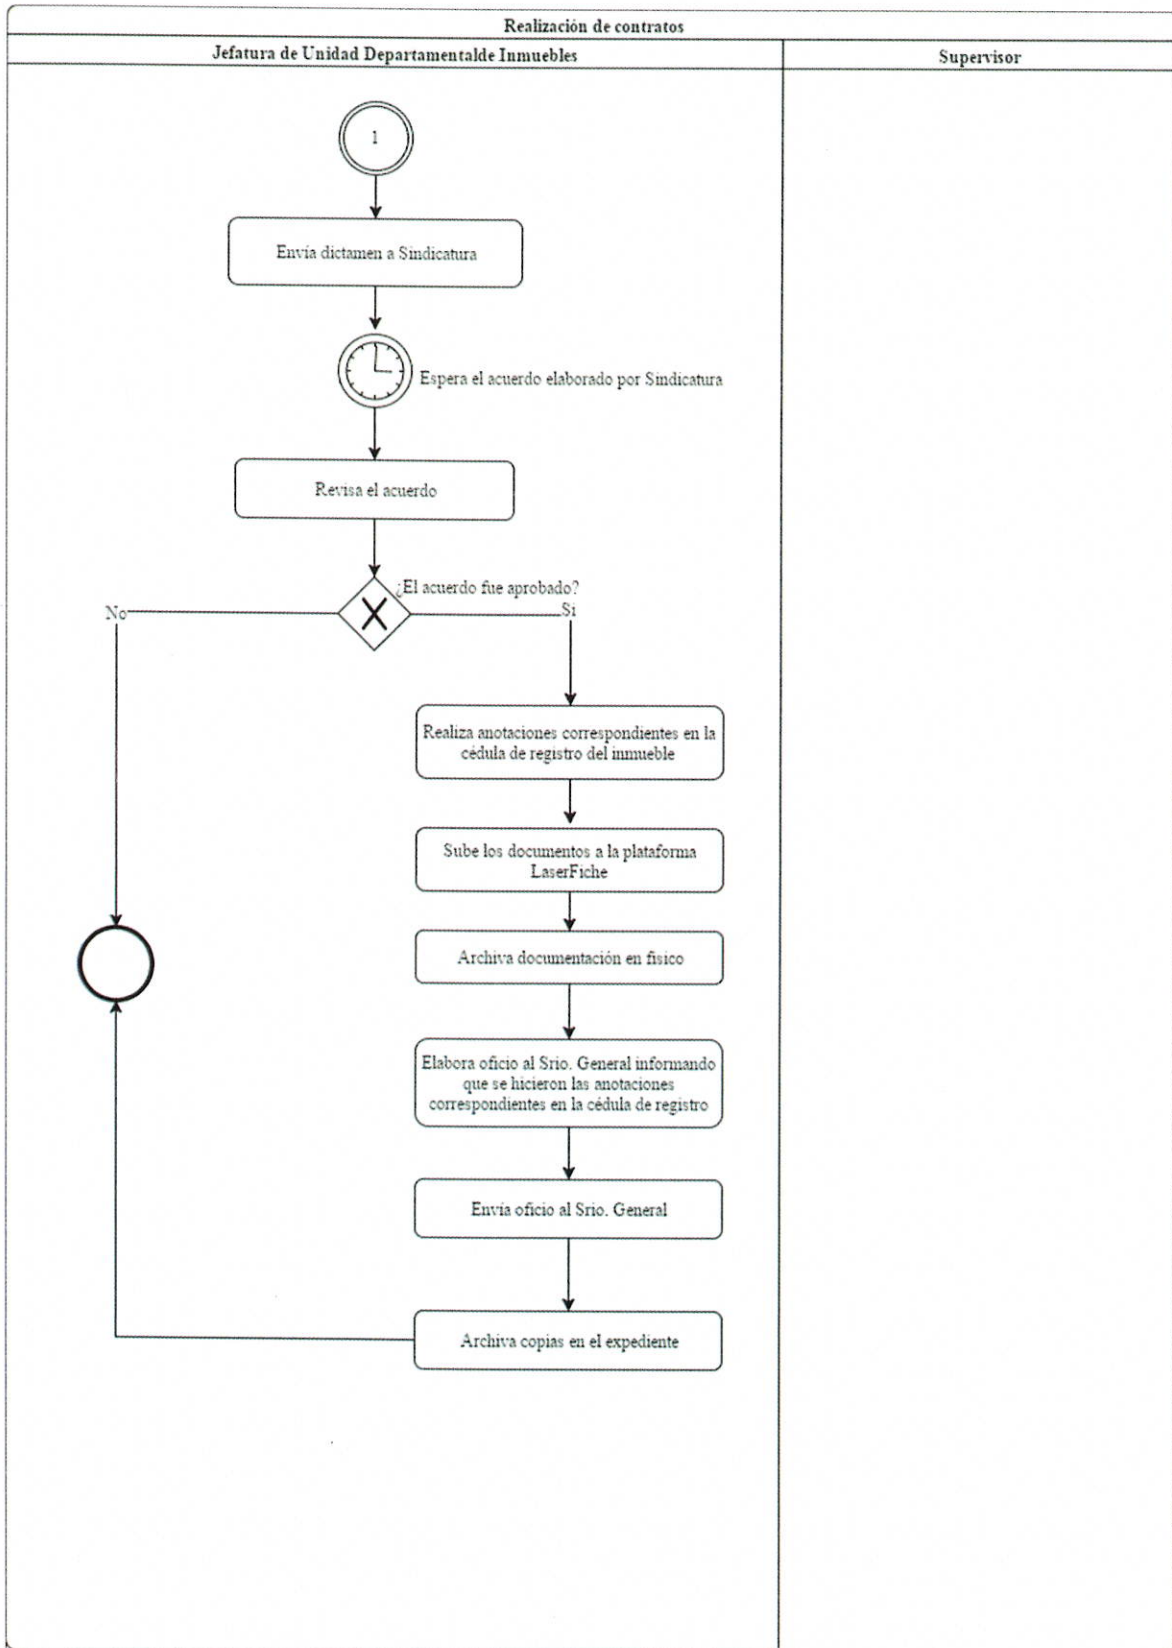 Realización de contratos
Jefatura de Unidad Departamentalde Inmuebles
Supervisor
1
Envía dictamen a Sindicatura
Espera el acuerdo elaborado por Sindicatura
Revisa el acuerdo
¿El acuerdo fue aprobado?
No
Si
Realiza anotaciones correspondientes en la
cédula de registro del inmueble
Sube los documentos a la plataforma
LaserFiche
Archiva documentación en físico
Elabora oficio al Srio. General informando
que se hicieron las anotaciones
correspondientes en la cédula de registro
Envía oficio al Srio. General
Archiva copias en el expediente